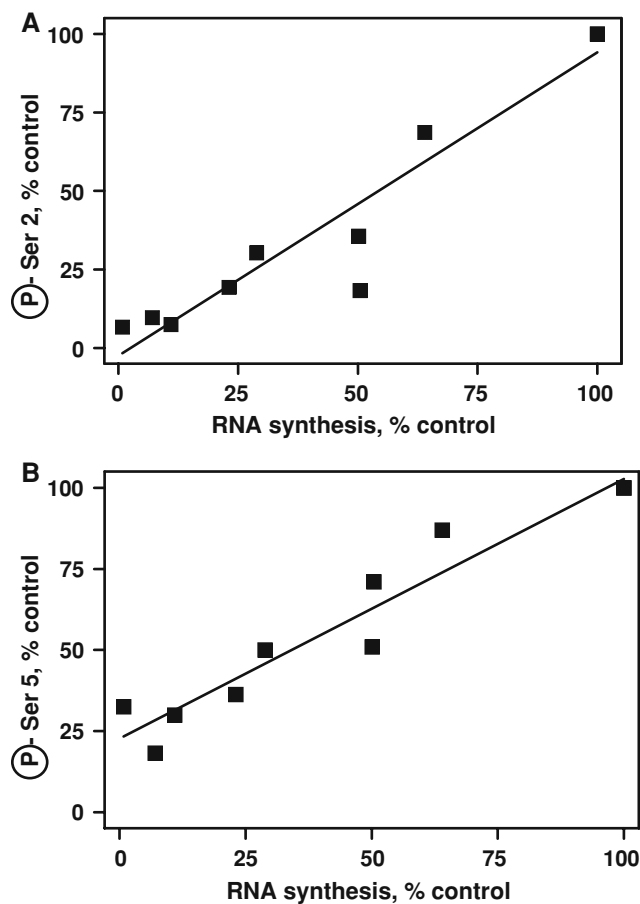 A
100
75
50
25
0
P - Ser 2, % control
0 25 50 75 100
RNA synthesis, % control
B
100
75
50
25
0
P - Ser 5, % control
0 25 50 75 100
RNA synthesis, % control